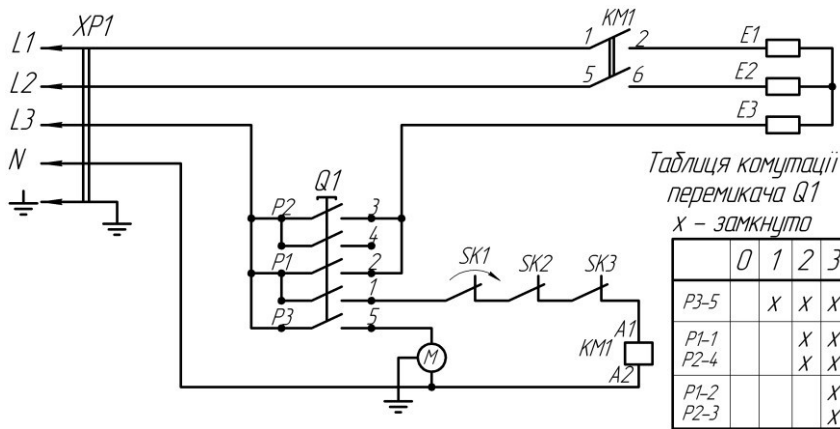 XP1
L1
L2
L3
N
KM1
1 2
5 6
E1
E2
E3
Q1
P2 3
4
P1 2
1
P3 5
SK1 SK2 SK3
M
A1
KM1
A2
Таблиця комутації
перемикача Q1
x – замкнуто
0 1 2 3
P3-5 x x x
P1-1 x x
P2-4 x x
P1-2 x
P2-3 x